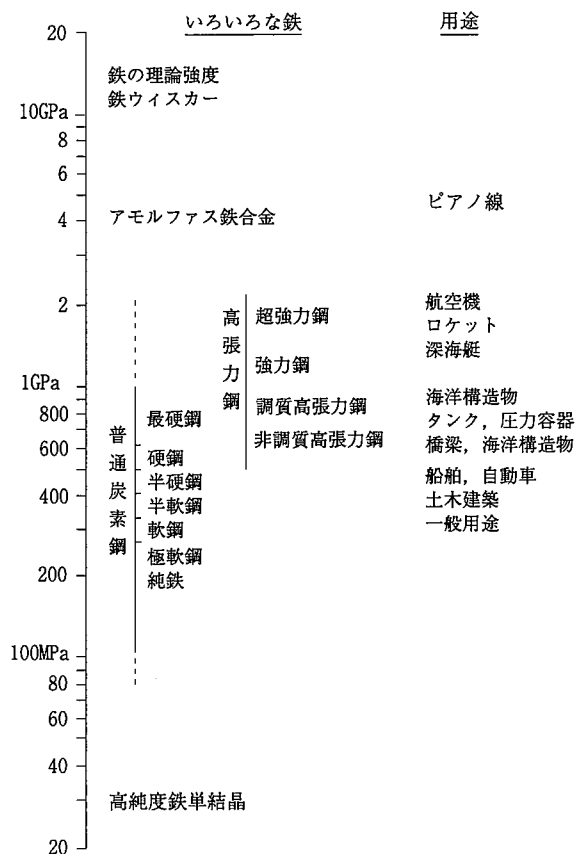 いろいろな鉄 用途
20
鉄の理論強度
鉄ウィスカー
10GPa
8
6
ピアノ線
4 アモルファス鉄合金
2
高張力鋼
超強力鋼
航空機
ロケット
深海艇
強力鋼
1GPa
800
調質高張力鋼
海洋構造物
タンク，圧力容器
普通炭素鋼
最硬鋼
非調質高張力鋼
橋梁，海洋構造物
600
硬鋼
半硬鋼
船舶，自動車
400
半軟鋼
土木建築
軟鋼
一般用途
極軟鋼
200
純鉄
100MPa
80
60
40
高純度鉄単結晶
20